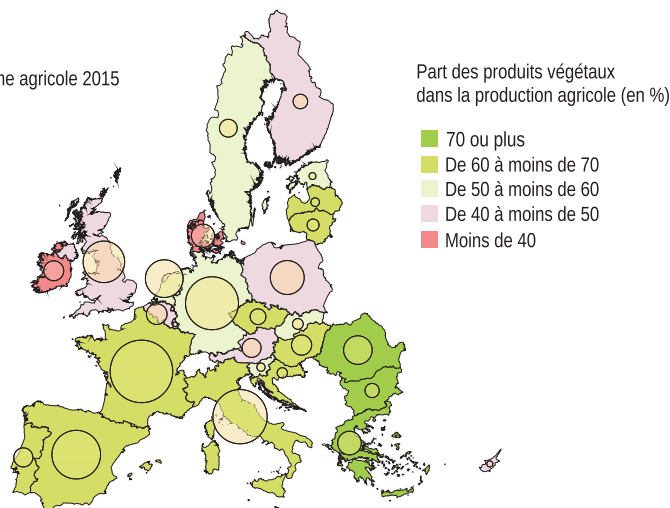 agricole 2015
Part des produits végétaux
dans la production agricole (en %)
70 ou plus
De 60 à moins de 70
De 50 à moins de 60
De 40 à moins de 50
Moins de 40